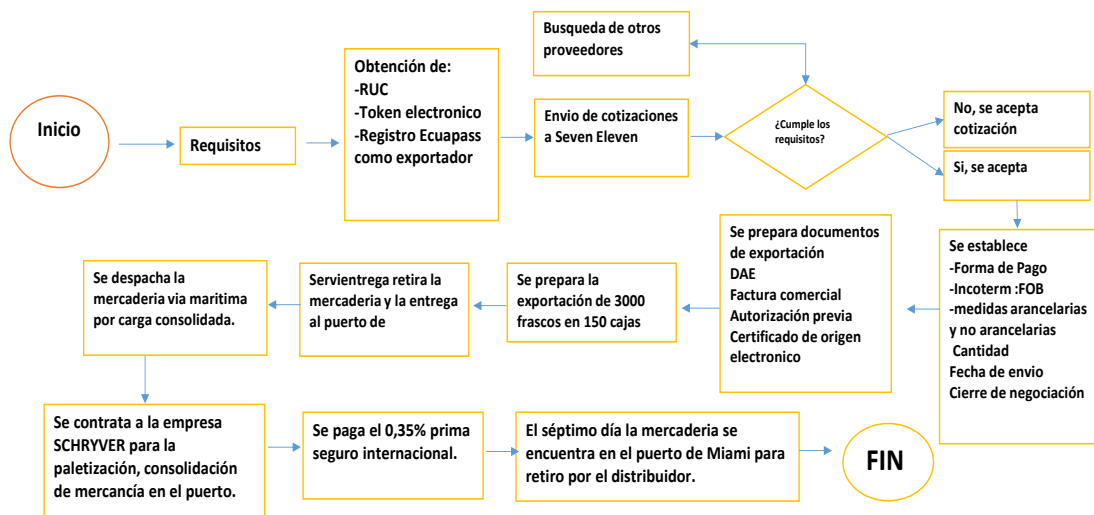 Inicio
Requisitos
Obtención de:
-RUC
-Token electronico
-Registro Ecuapass
como exportador
Busqueda de otros
proveedores
Envio de cotizaciones
a Seven Eleven
¿Cumple los
requisitos?
No, se acepta
cotización
Si, se acepta
Se establece
-Forma de Pago
-Incoterm :FOB
-medidas arancelarias
y no arancelarias
Cantidad
Fecha de envio
Cierre de negociación
Se prepara documentos
de exportación
DAE
Factura comercial
Autorización previa
Certificado de origen
electronico
Se prepara la
exportación de 3000
frascos en 150 cajas
Servientrega retira la
mercaderia y la entrega
al puerto de
Se despacha la
mercaderia via maritima
por carga consolidada.
Se contrata a la empresa
SCHRYVER para la
paletización, consolidación
de mercancía en el puerto.
Se paga el 0,35% prima
seguro internacional.
El séptimo día la mercaderia se
encuentra en el puerto de Miami para
retiro por el distribuidor.
FIN